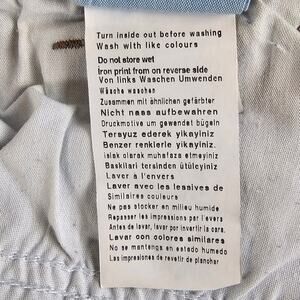 Turn inside out before washing
Wash with like colours
Do not store wet
Iron print from on reverse side
Von links Waschen Umwenden
Wäsche waschen
Zusammen mit ähnlichen gefärbter
Nicht nass aufbewahren
Druckmotive um gewendet bügeln
Tersyuz ederek yikayiniz
Benzer renklerle yikayiniz.
islak olarak muhafaza etmeyiniz
Baskilari tersinden ütüleyiniz
Laver à l'envers
Laver avec les lesaives de
Similaires couleurs
Ne pas stocker en milieu humide
Repasser les impressions par l'evers
Antes de lavar, lavar por invertir la cara.
Lavar con colores similares
No se mantenga en estado humedo
Las impresiones de revetir de planchar